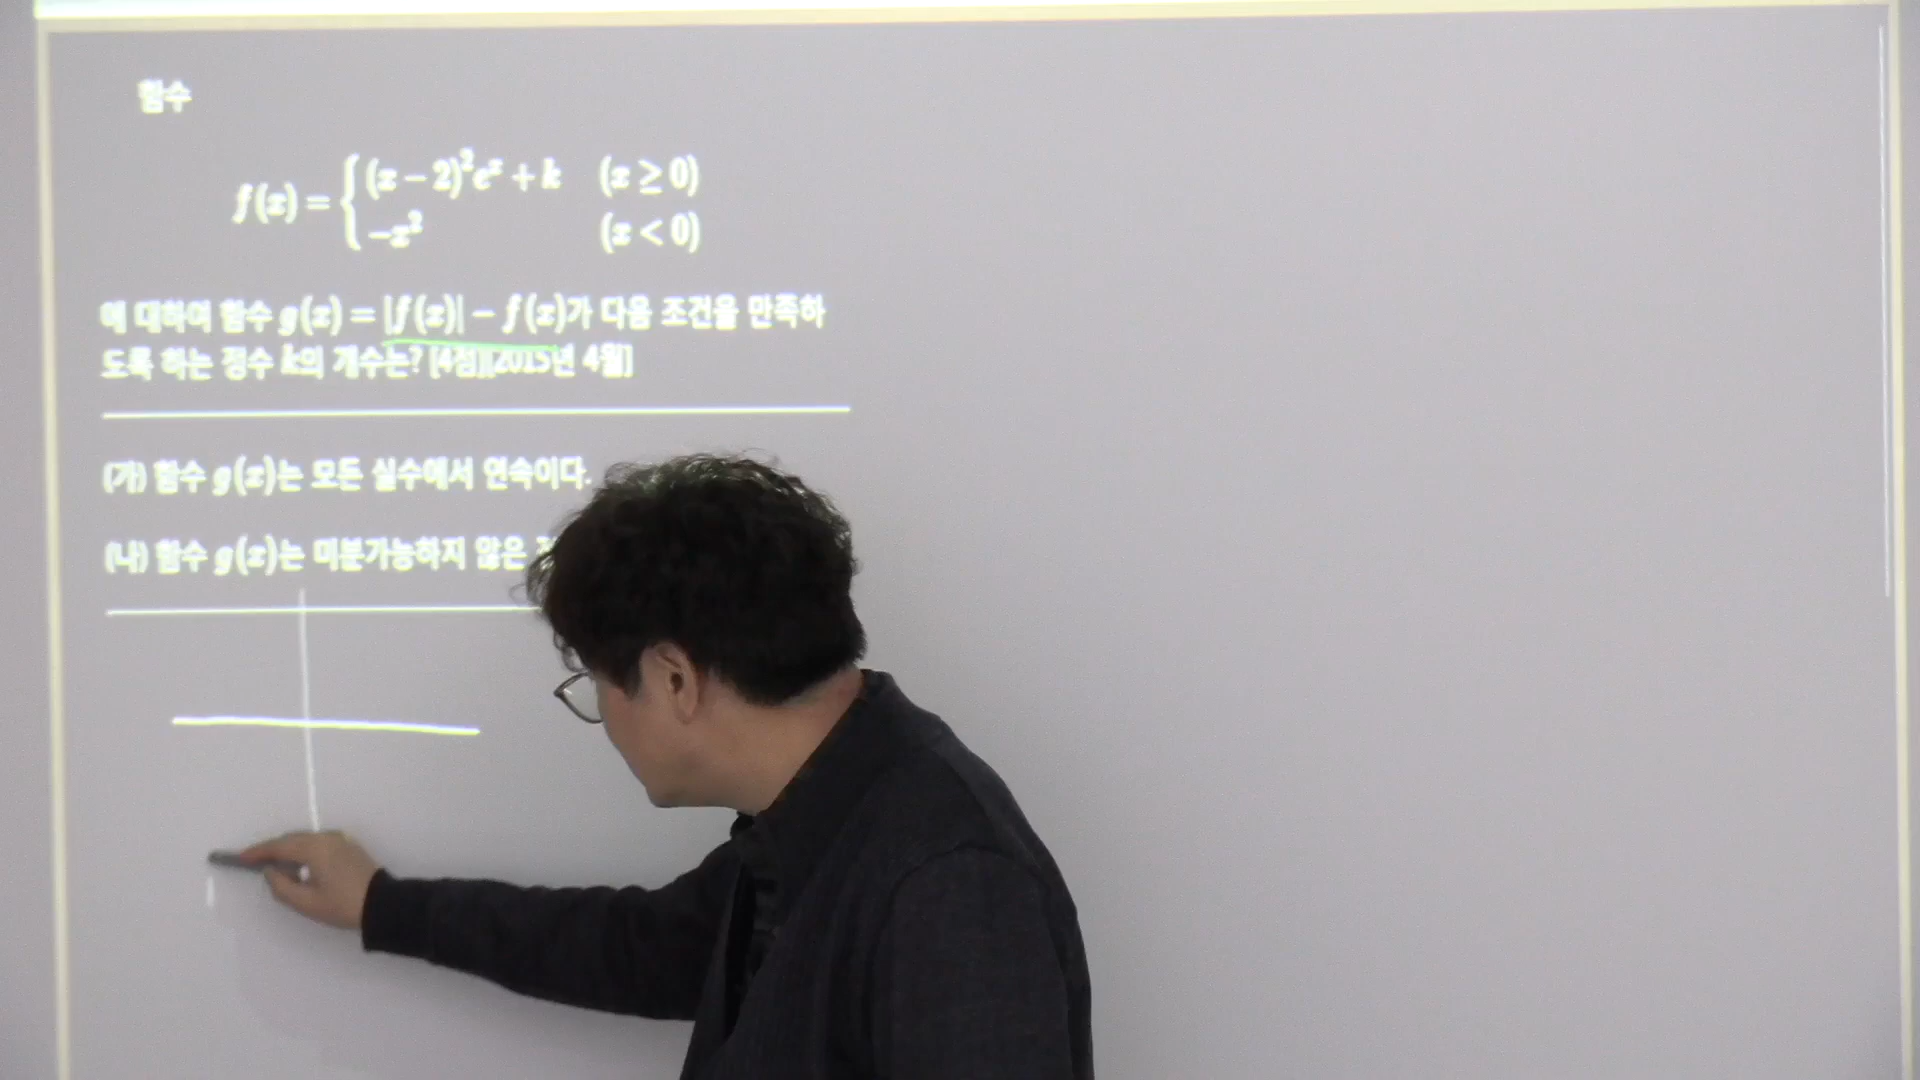 함수
f(x) = { (x − 2)²eˣ + k (x ≥ 0)
−x² (x < 0)
에 대하여 함수 g(x) = |f(x)| − f(x)가 다음 조건을 만족하
도록 하는 정수 k의 개수는? [4점][2015년 4월]
(가) 함수 g(x)는 모든 실수에서 연속이다.
(나) 함수 g(x)는 미분가능하지 않은